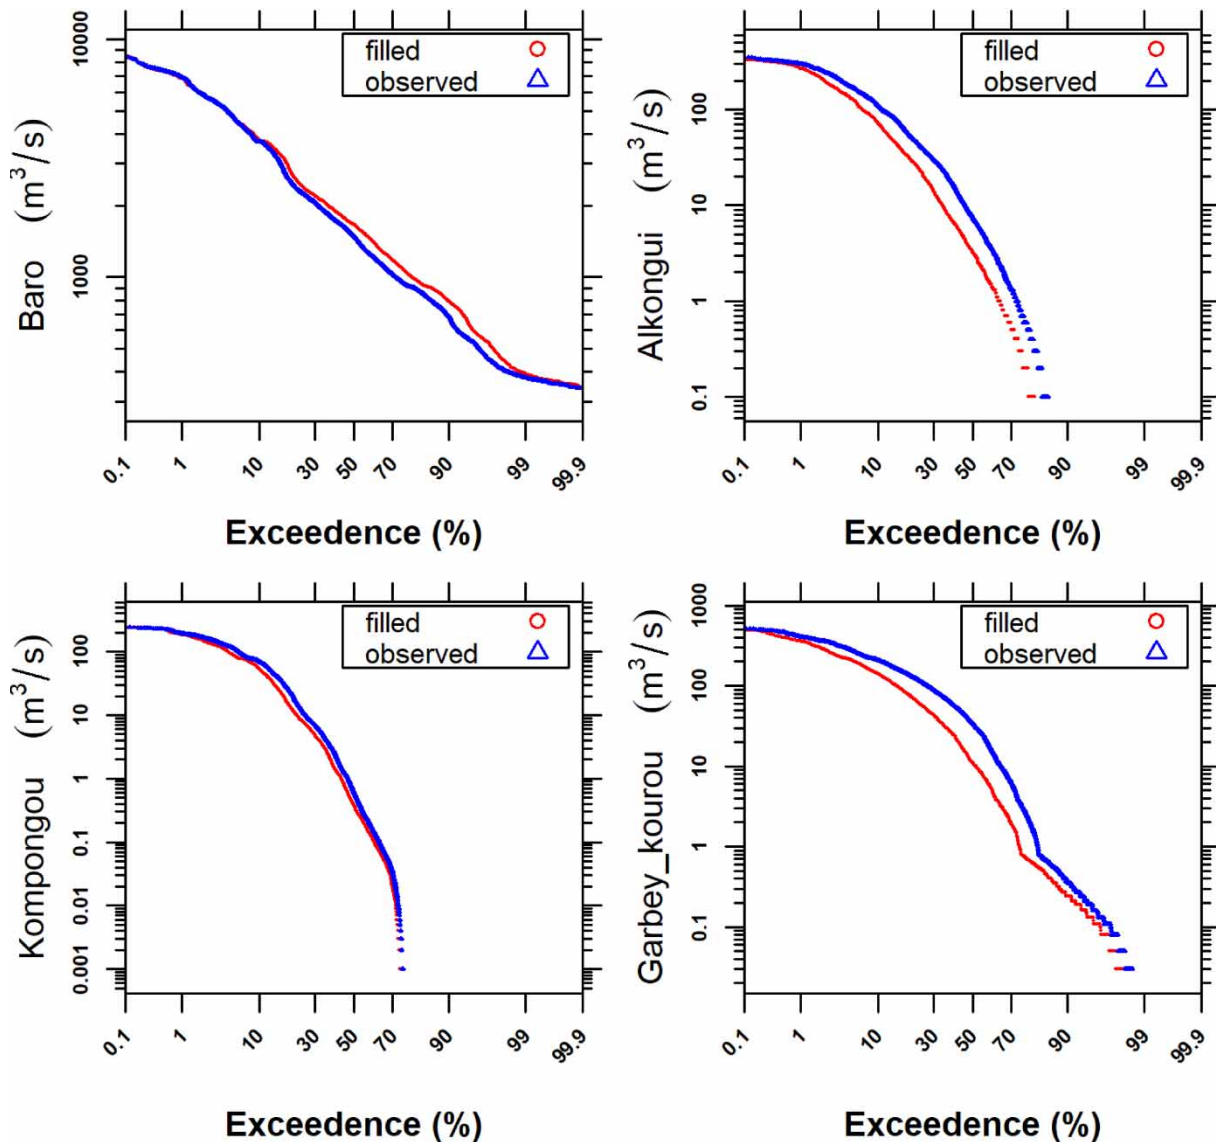 filled
observed
Baro (m³/s)
10000
1000
0.1 1 10 30 50 70 90 99 99.9
Exceedence (%)
filled
observed
Alkongui (m³/s)
100
10
1
0.1
0.1 1 10 30 50 70 90 99 99.9
Exceedence (%)
filled
observed
Kompongou (m³/s)
100
10
1
0.1
0.01
0.001
0.1 1 10 30 50 70 90 99 99.9
Exceedence (%)
filled
observed
Garbey_kourou (m³/s)
1000
100
10
1
0.1
0.1 1 10 30 50 70 90 99 99.9
Exceedence (%)